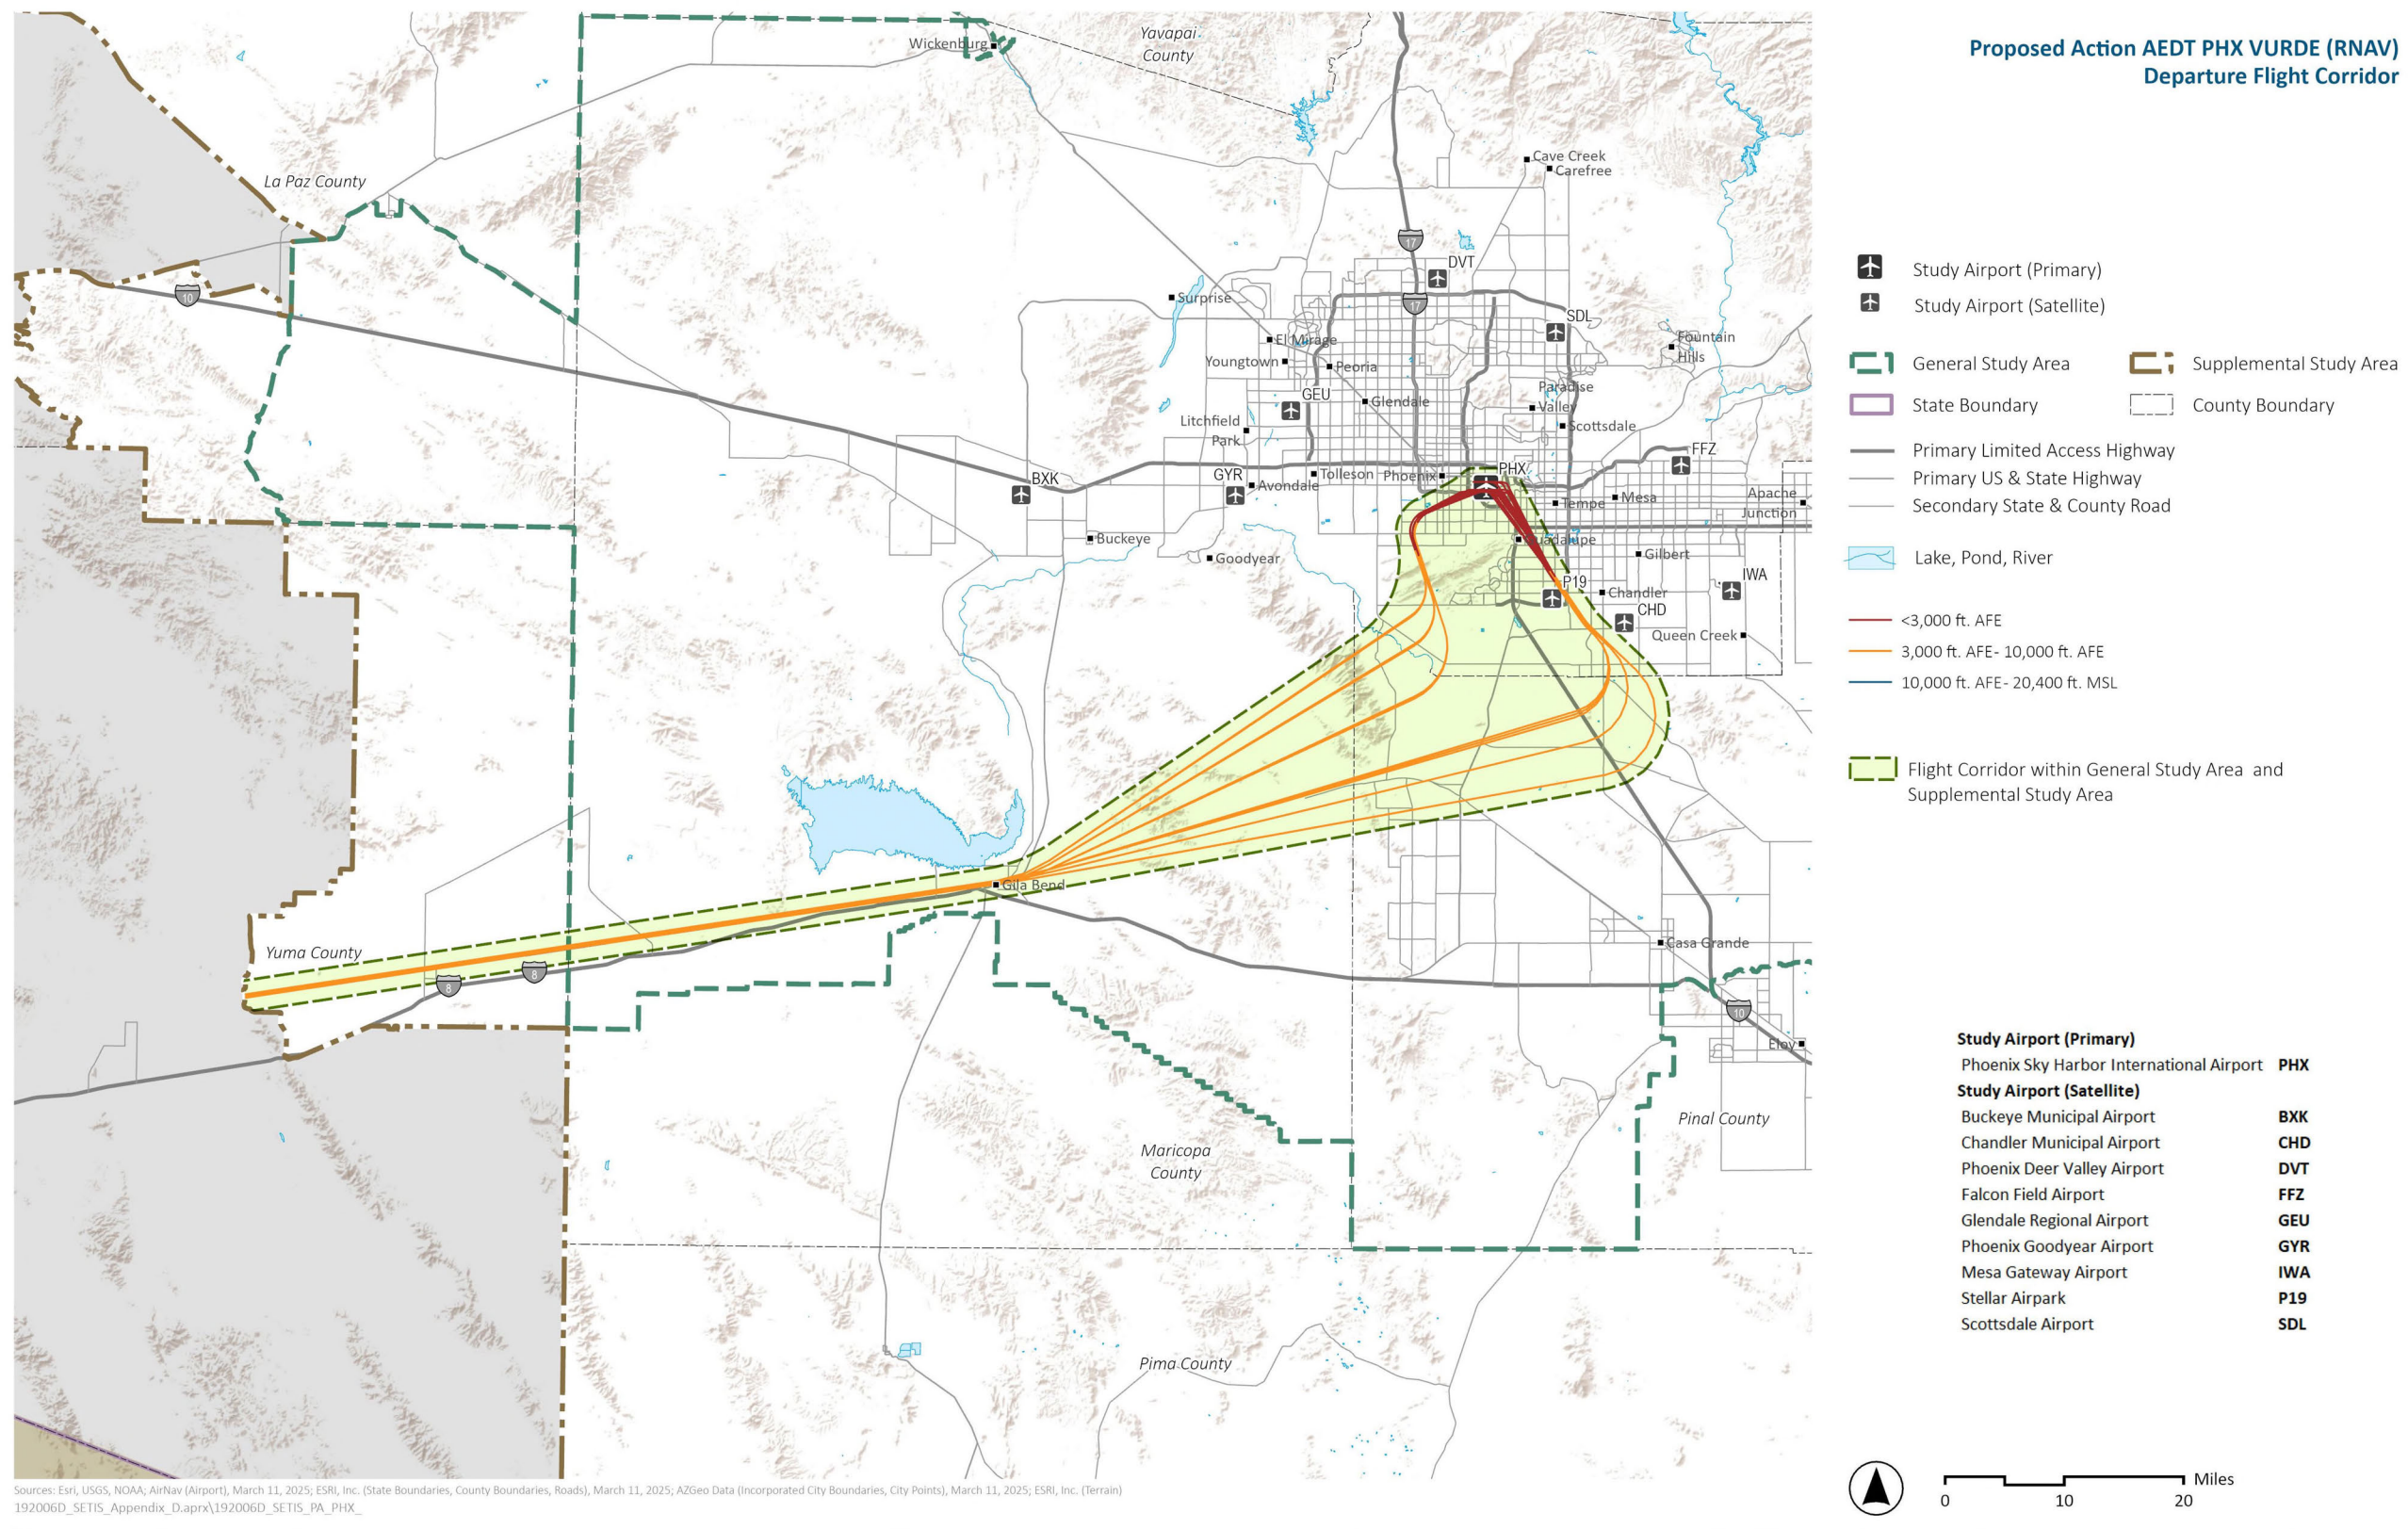 Proposed Action AEDT PHX VURDE (RNAV)
Departure Flight Corridor
Wickenburg
Yavapai
County
La Paz County
Cave Creek
Carefree
17
DVT
10
Surprise
17
SDL
El Mirage
Fountain
Hills
Youngtown
Peoria
Paradise
Valley
GEU
Glendale
Litchfield
Park
Scottsdale
FFZ
BXK
GYR
Avondale
Tolleson
Phoenix
PHX
Tempe
Mesa
Apache
Junction
Buckeye
Goodyear
Guadalupe
Gilbert
P19
Chandler
IWA
CHD
Queen Creek
Gila Bend
Yuma County
8
8
Casa Grande
10
Eloy
Pinal County
Maricopa
County
Pima County
Study Airport (Primary)
Study Airport (Satellite)
General Study Area
Supplemental Study Area
State Boundary
County Boundary
Primary Limited Access Highway
Primary US & State Highway
Secondary State & County Road
Lake, Pond, River
<3,000 ft. AFE
3,000 ft. AFE- 10,000 ft. AFE
10,000 ft. AFE- 20,400 ft. MSL
Flight Corridor within General Study Area and
Supplemental Study Area
Study Airport (Primary)
Phoenix Sky Harbor International Airport PHX
Study Airport (Satellite)
Buckeye Municipal Airport BXK
Chandler Municipal Airport CHD
Phoenix Deer Valley Airport DVT
Falcon Field Airport FFZ
Glendale Regional Airport GEU
Phoenix Goodyear Airport GYR
Mesa Gateway Airport IWA
Stellar Airpark P19
Scottsdale Airport SDL
Miles
0 10 20
Sources: Esri, USGS, NOAA; AirNav (Airport), March 11, 2025; ESRI, Inc. (State Boundaries, County Boundaries, Roads), March 11, 2025; AZGeo Data (Incorporated City Boundaries, City Points), March 11, 2025; ESRI, Inc. (Terrain)
192006D_SETIS_Appendix_D.aprx\192006D_SETIS_PA_PHX_